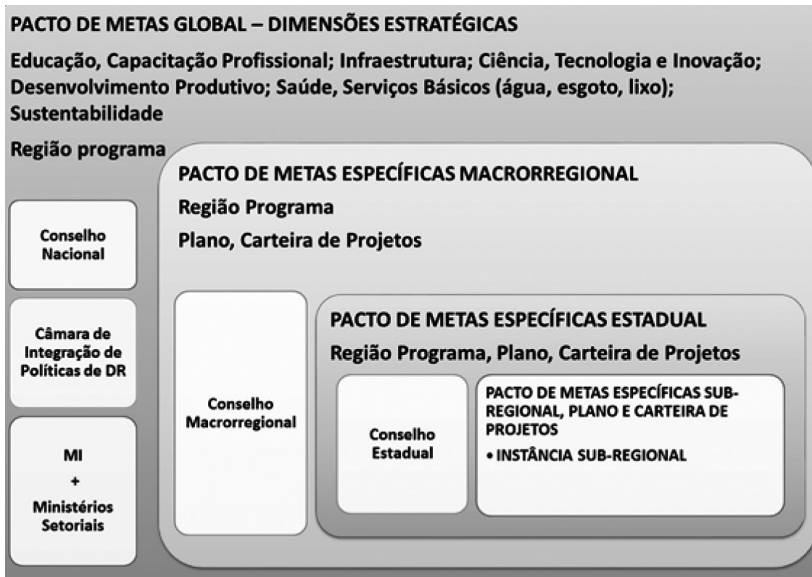 PACTO DE METAS GLOBAL – DIMENSÕES ESTRATÉGICAS
Educação, Capacitação Profissional; Infraestrutura; Ciência, Tecnologia e Inovação;
Desenvolvimento Produtivo; Saúde, Serviços Básicos (água, esgoto, lixo);
Sustentabilidade
Região programa
Conselho
Nacional
Câmara de
Integração de
Políticas de DR
MI
+
Ministérios
Setoriais
PACTO DE METAS ESPECÍFICAS MACRORREGIONAL
Região Programa
Plano, Carteira de Projetos
Conselho
Macrorregional
PACTO DE METAS ESPECÍFICAS ESTADUAL
Região Programa, Plano, Carteira de Projetos
Conselho
Estadual
PACTO DE METAS ESPECÍFICAS SUB-
REGIONAL, PLANO E CARTEIRA DE
PROJETOS
• INSTÂNCIA SUB-REGIONAL